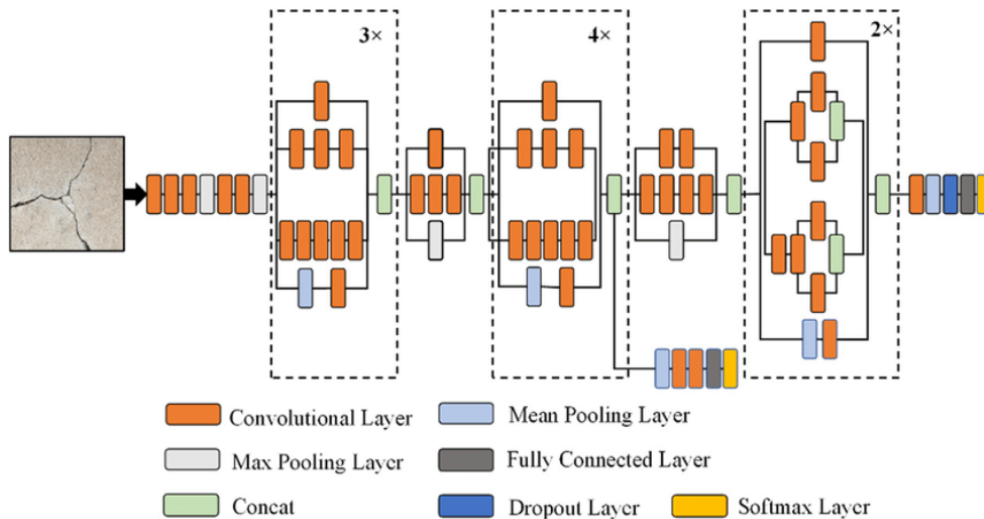 3×
4×
2×
Convolutional Layer
Mean Pooling Layer
Max Pooling Layer
Fully Connected Layer
Concat
Dropout Layer
Softmax Layer